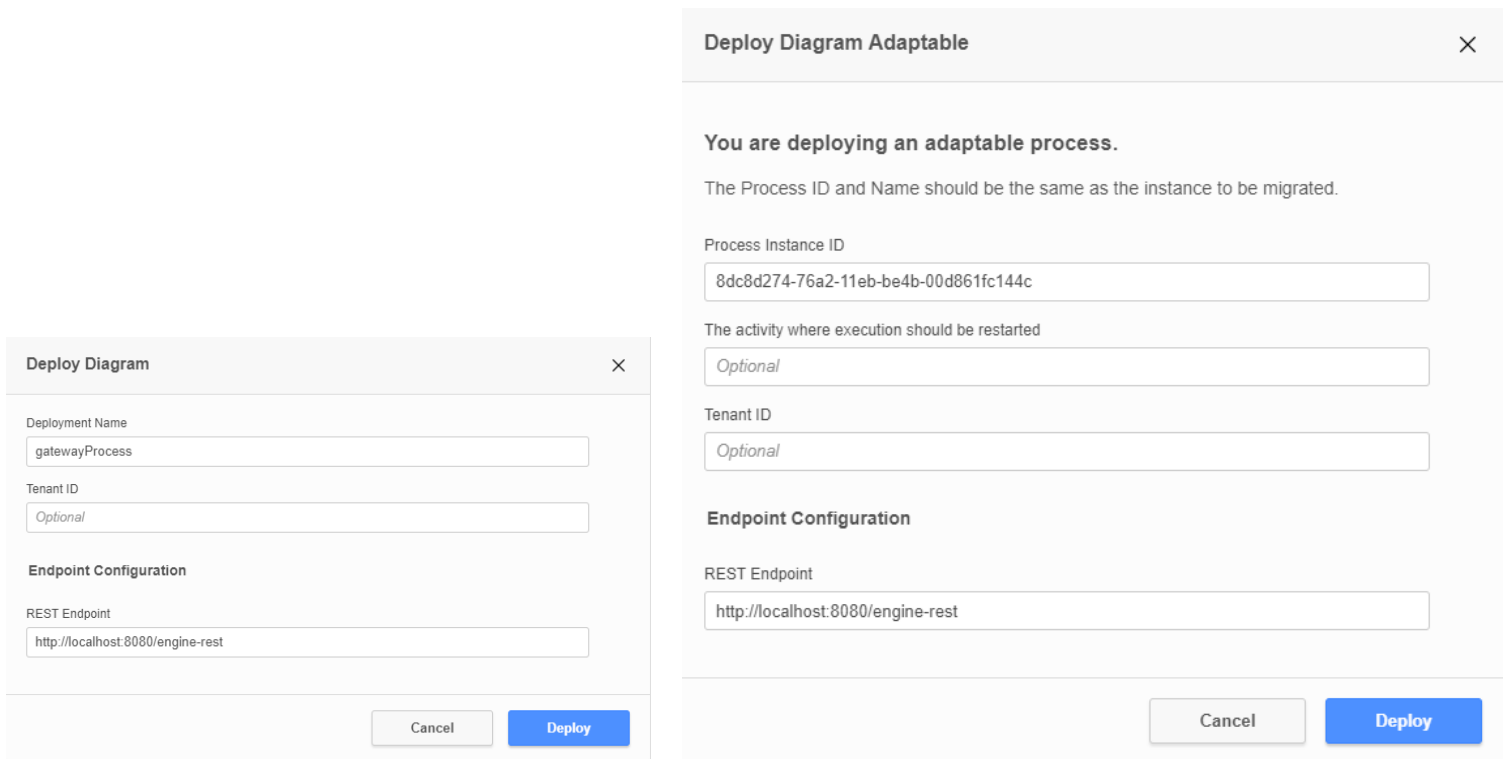 Deploy Diagram
Deployment Name
gatewayProcess
Tenant ID
Optional
Endpoint Configuration
REST Endpoint
http://localhost:8080/engine-rest
Cancel
Deploy
Deploy Diagram Adaptable
You are deploying an adaptable process.
The Process ID and Name should be the same as the instance to be migrated.
Process Instance ID
8dc8d274-76a2-11eb-be4b-00d861fc144c
The activity where execution should be restarted
Optional
Tenant ID
Optional
Endpoint Configuration
REST Endpoint
http://localhost:8080/engine-rest
Cancel
Deploy